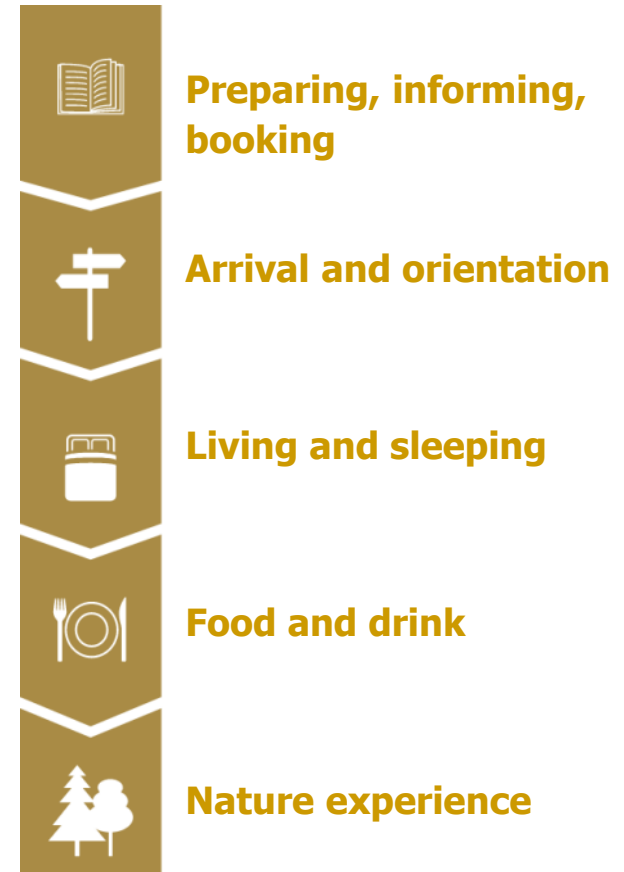 Preparing, informing,
booking
Arrival and orientation
Living and sleeping
Food and drink
Nature experience